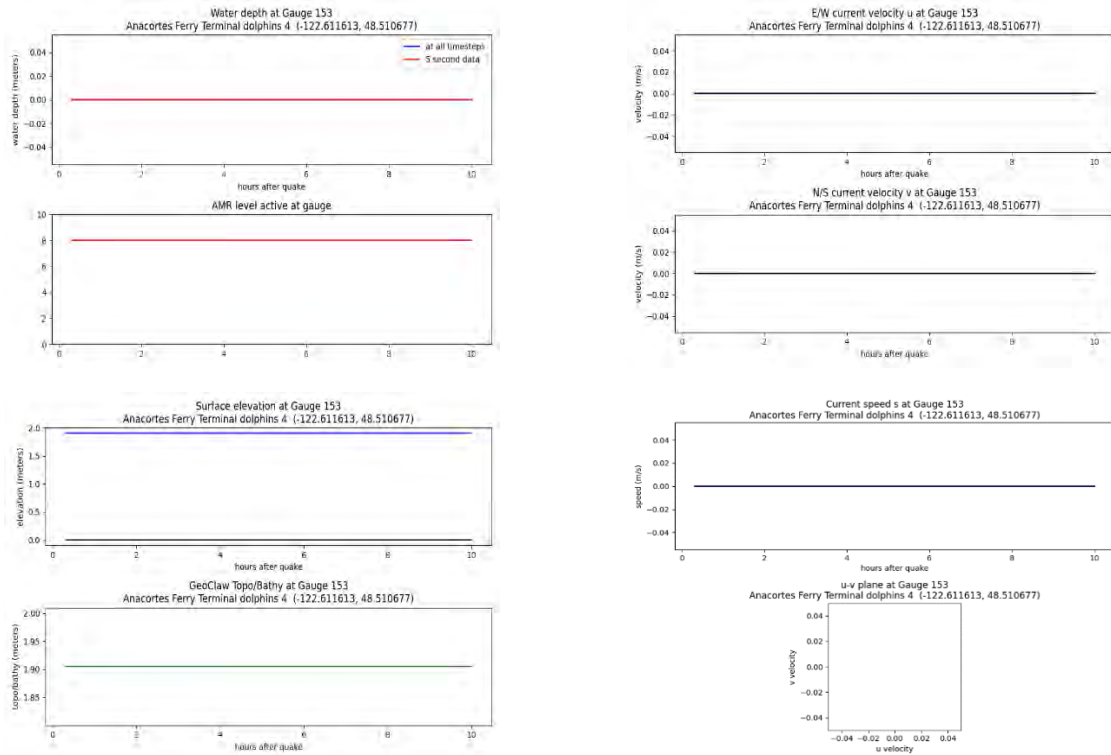 Water depth at Gauge 153
Anacortes Ferry Terminal dolphins 4 (-122.611613, 48.510677)
at all timesteps
5 second data
0.04
0.02
0.00
−0.02
−0.04
water depth (meters)
0 2 4 6 8 10
hours after quake
AMR level active at gauge
10
8
6
4
2
0
0 2 4 6 8 10
hours after quake
Surface elevation at Gauge 153
Anacortes Ferry Terminal dolphins 4 (-122.611613, 48.510677)
2.0
1.5
1.0
0.5
0.0
elevation (meters)
0 2 4 6 8 10
hours after quake
GeoClaw Topo/Bathy at Gauge 153
Anacortes Ferry Terminal dolphins 4 (-122.611613, 48.510677)
2.00
1.95
1.90
1.85
topo/bathy (meters)
0 2 4 6 8 10
hours after quake
E/W current velocity u at Gauge 153
Anacortes Ferry Terminal dolphins 4 (-122.611613, 48.510677)
0.04
0.02
0.00
−0.02
−0.04
velocity (m/s)
0 2 4 6 8 10
hours after quake
N/S current velocity v at Gauge 153
Anacortes Ferry Terminal dolphins 4 (-122.611613, 48.510677)
0.04
0.02
0.00
−0.02
−0.04
velocity (m/s)
0 2 4 6 8 10
hours after quake
Current speed s at Gauge 153
Anacortes Ferry Terminal dolphins 4 (-122.611613, 48.510677)
0.04
0.02
0.00
−0.02
−0.04
speed (m/s)
0 2 4 6 8 10
hours after quake
u-v plane at Gauge 153
Anacortes Ferry Terminal dolphins 4 (-122.611613, 48.510677)
0.04
0.02
0.00
−0.02
−0.04
v velocity
−0.04 −0.02 0.00 0.02 0.04
u velocity